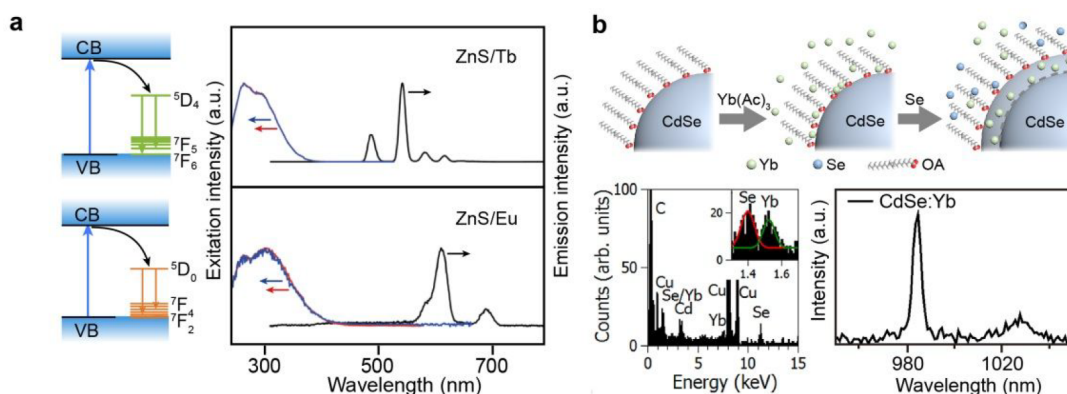 a
CB
⁵D₄
⁷F₅
⁷F₆
VB
CB
⁵D₀
⁷F
⁷F⁴₂
VB
Exitation intensity (a.u.)
ZnS/Tb
ZnS/Eu
300
500
700
Wavelength (nm)
Emission intensity (a.u.)
b
CdSe
Yb(Ac)₃
CdSe
Se
CdSe
Yb
Se
OA
Counts (arb. units)
100
50
0
C
Cu
Se/Yb
Cd
Cu
Yb
Cu
Se
20
0
Se
Yb
1.4
1.6
0
5
10
15
Energy (keV)
Intensity (a.u.)
CdSe:Yb
980
1020
Wavelength (nm)